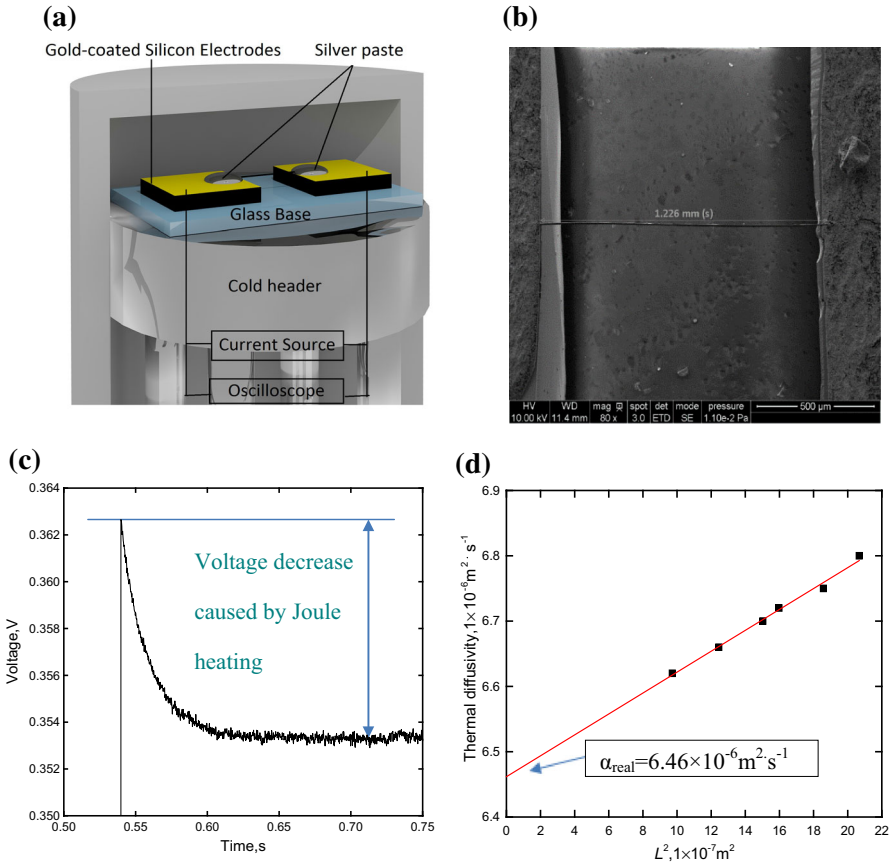 (a)
Gold-coated Silicon Electrodes
Silver paste
Glass Base
Cold header
Current Source
Oscilloscope
(b)
1.226 mm (s)
HV WD mag spot det mode pressure 500 µm
10.00 kV 11.4 mm 80 x 3.0 ETD SE 1.10e-2 Pa
(c)
0.364
0.362
0.360
0.358
0.356
0.354
0.352
0.350
Voltage,V
Voltage decrease
caused by Joule
heating
0.50 0.55 0.60 0.65 0.70 0.75
Time,s
(d)
6.9
6.8
6.7
6.6
6.5
6.4
Thermal diffusivity,1×10⁻⁶m²· s⁻¹
αreal=6.46×10⁻⁶m²·s⁻¹
0 2 4 6 8 10 12 14 16 18 20 22
L²,1×10⁻⁷m²